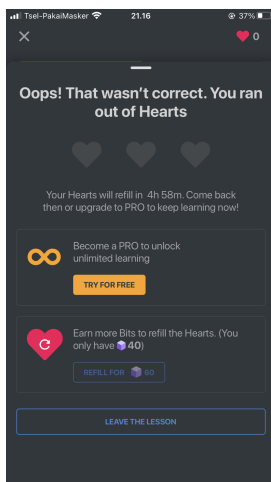 Tsel-PakaiMasker 21.16 37%
0
Oops! That wasn't correct. You ran
out of Hearts
Your Hearts will refill in 4h 58m. Come back
then or upgrade to PRO to keep learning now!
Become a PRO to unlock
unlimited learning
TRY FOR FREE
Earn more Bits to refill the Hearts. (You
only have 40)
REFILL FOR 60
LEAVE THE LESSON